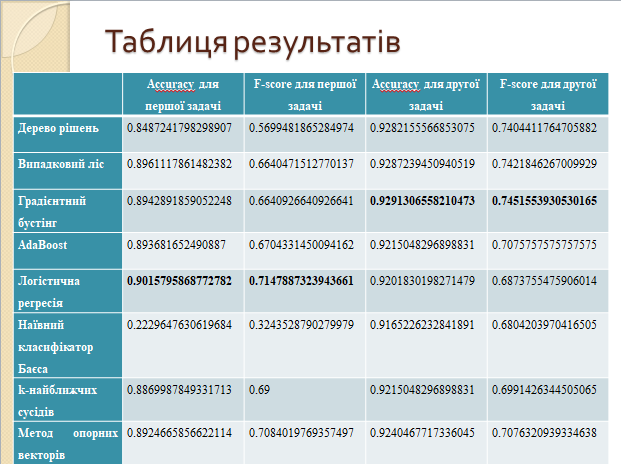 Таблиця результатів
Accuracy для першої задачі
F-score для першої задачі
Accuracy для другої задачі
F-score для другої задачі
Дерево рішень 0.8487241798298907 0.5699481865284974 0.9282155566853075 0.7404411764705882
Випадковий ліс 0.8961117861482382 0.6640471512770137 0.9287239450940519 0.7421846267009929
Градієнтний бустінг 0.8942891859052248 0.6640926640926641 0.9291306558210473 0.7451553930530165
AdaBoost 0.893681652490887 0.6704331450094162 0.9215048296898831 0.7075757575757575
Логістична регресія 0.9015795868772782 0.7147887323943661 0.9201830198271479 0.6873755475906014
Наївний класифікатор Баєса 0.2229647630619684 0.3243528790279979 0.9165226232841891 0.6804203970416505
k-найближчих сусідів 0.8869987849331713 0.69 0.9215048296898831 0.6991426344505065
Метод опорних векторів 0.8924665856622114 0.7084019769357497 0.9240467717336045 0.7076320939334638